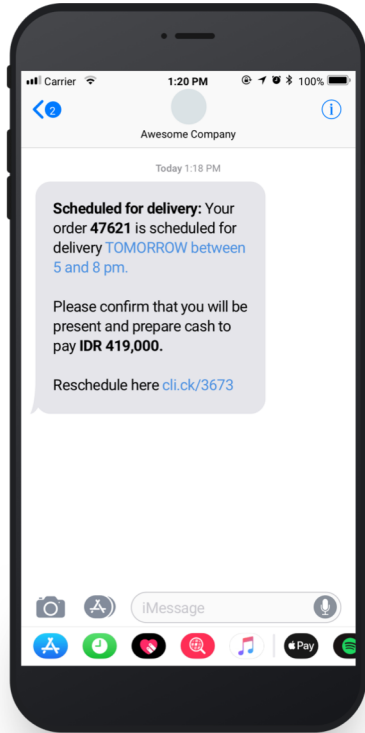 Carrier 1:20 PM 100%
2
Awesome Company
Today 1:18 PM
Scheduled for delivery: Your
order 47621 is scheduled for
delivery TOMORROW between
5 and 8 pm.
Please confirm that you will be
present and prepare cash to
pay IDR 419,000.
Reschedule here cli.ck/3673
iMessage
Pay